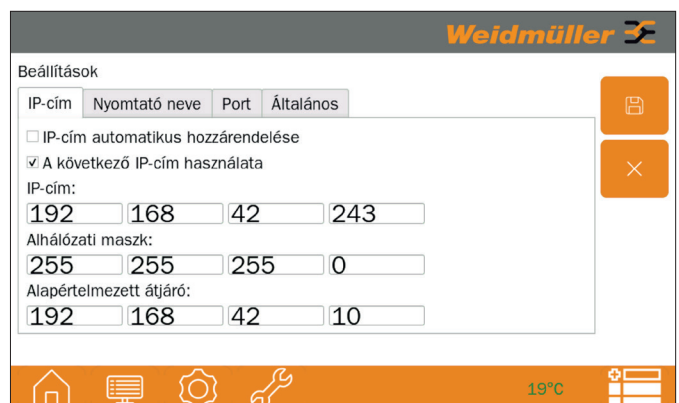 Weidmüller
Beállítások
IP-cím Nyomtató neve Port Általános
IP-cím automatikus hozzárendelése
A következő IP-cím használata
IP-cím:
192 168 42 243
Alhálózati maszk:
255 255 255 0
Alapértelmezett átjáró:
192 168 42 10
19°C